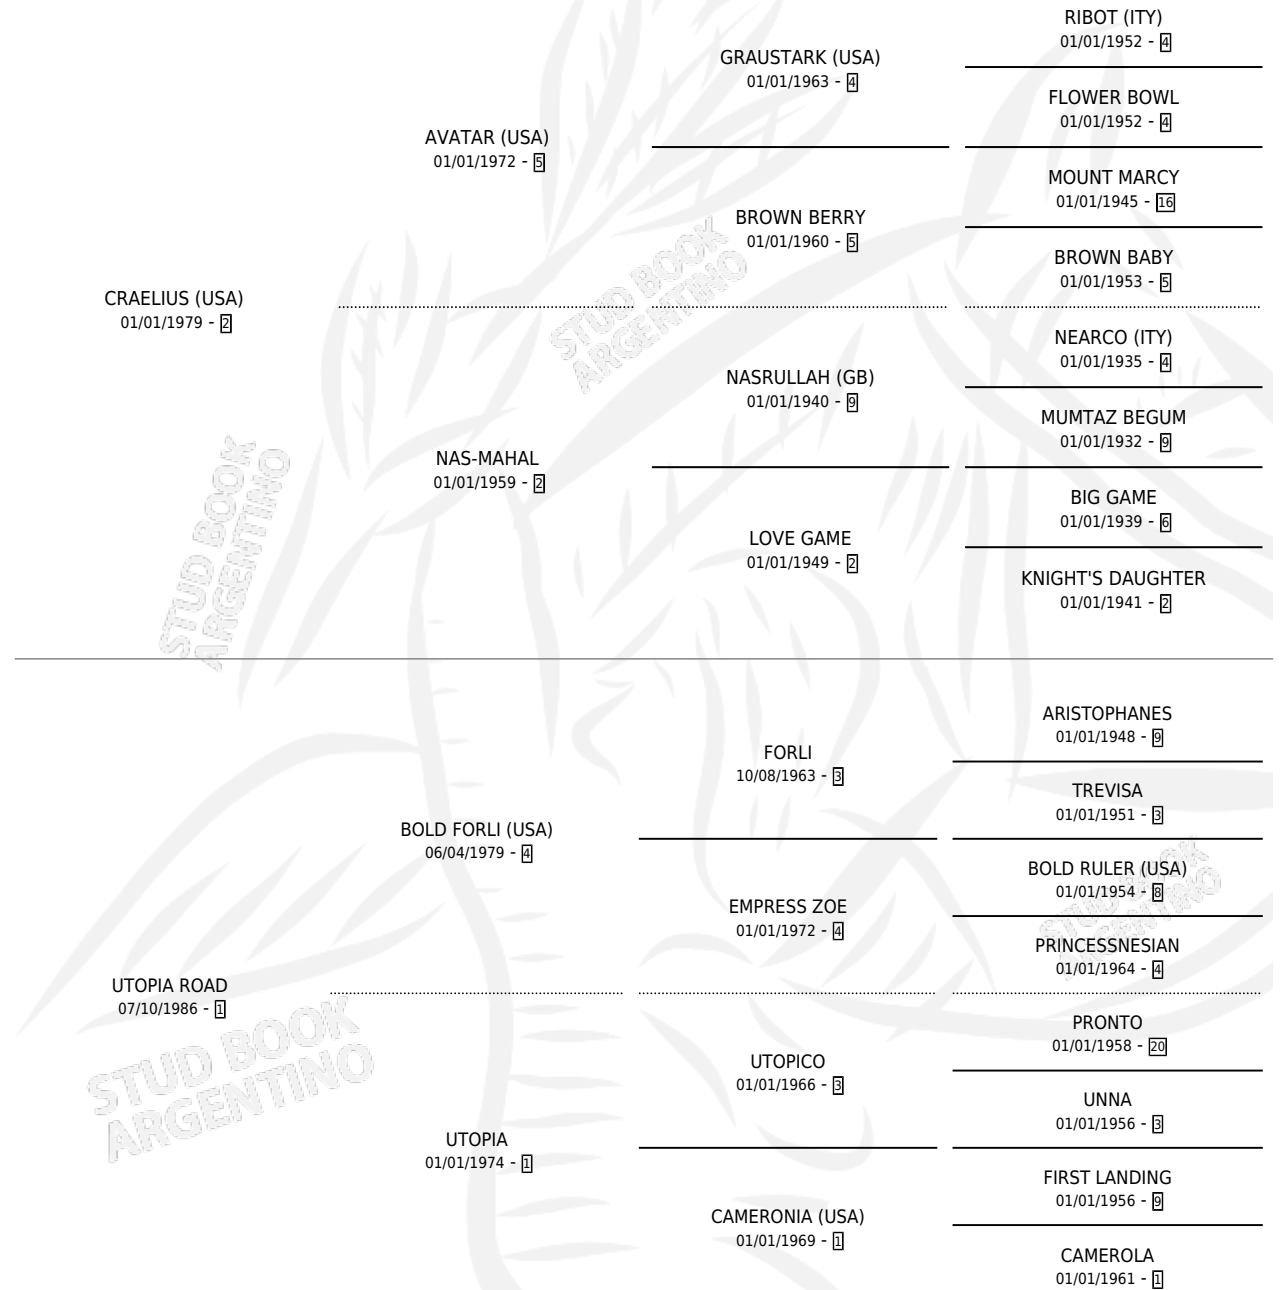 RIBOT (ITY)
01/01/1952 - 4
GRAUSTARK (USA)
01/01/1963 - 4
FLOWER BOWL
01/01/1952 - 4
AVATAR (USA)
01/01/1972 - 5
MOUNT MARCY
01/01/1945 - 16
BROWN BERRY
01/01/1960 - 5
BROWN BABY
01/01/1953 - 5
CRAELIUS (USA)
01/01/1979 - 2
NEARCO (ITY)
01/01/1935 - 4
NASRULLAH (GB)
01/01/1940 - 9
MUMTAZ BEGUM
01/01/1932 - 9
NAS-MAHAL
01/01/1959 - 2
BIG GAME
01/01/1939 - 6
LOVE GAME
01/01/1949 - 2
KNIGHT'S DAUGHTER
01/01/1941 - 2
ARISTOPHANES
01/01/1948 - 9
FORLI
10/08/1963 - 3
TREVISA
01/01/1951 - 3
BOLD FORLI (USA)
06/04/1979 - 4
BOLD RULER (USA)
01/01/1954 - 8
EMPRESS ZOE
01/01/1972 - 4
PRINCESSNESIAN
01/01/1964 - 4
UTOPIA ROAD
07/10/1986 - 1
PRONTO
01/01/1958 - 20
UTOPICO
01/01/1966 - 3
UNNA
01/01/1956 - 3
UTOPIA
01/01/1974 - 1
FIRST LANDING
01/01/1956 - 9
CAMERONIA (USA)
01/01/1969 - 1
CAMEROLA
01/01/1961 - 1
STUD BOOK
ARGENTINO
STUD BOOK
ARGENTINO
STUD BOOK
ARGENTINO
STUD BOOK
ARGENTINO